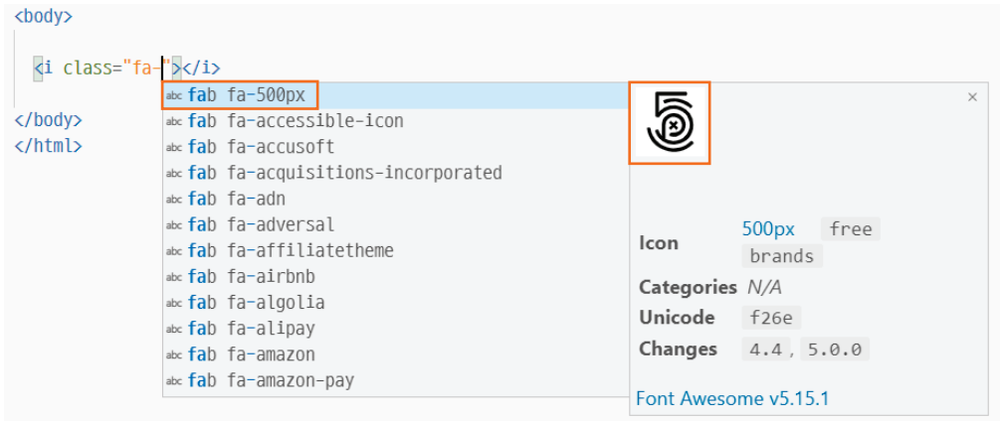 <body>
<i class="fa-"></i>
</body>
</html>
abc fab fa-500px
abc fab fa-accessible-icon
abc fab fa-accusoft
abc fab fa-acquisitions-incorporated
abc fab fa-adn
abc fab fa-adversal
abc fab fa-affiliatetheme
abc fab fa-airbnb
abc fab fa-algolia
abc fab fa-alipay
abc fab fa-amazon
abc fab fa-amazon-pay
×
Icon 500px free
brands
Categories N/A
Unicode f26e
Changes 4.4 , 5.0.0
Font Awesome v5.15.1